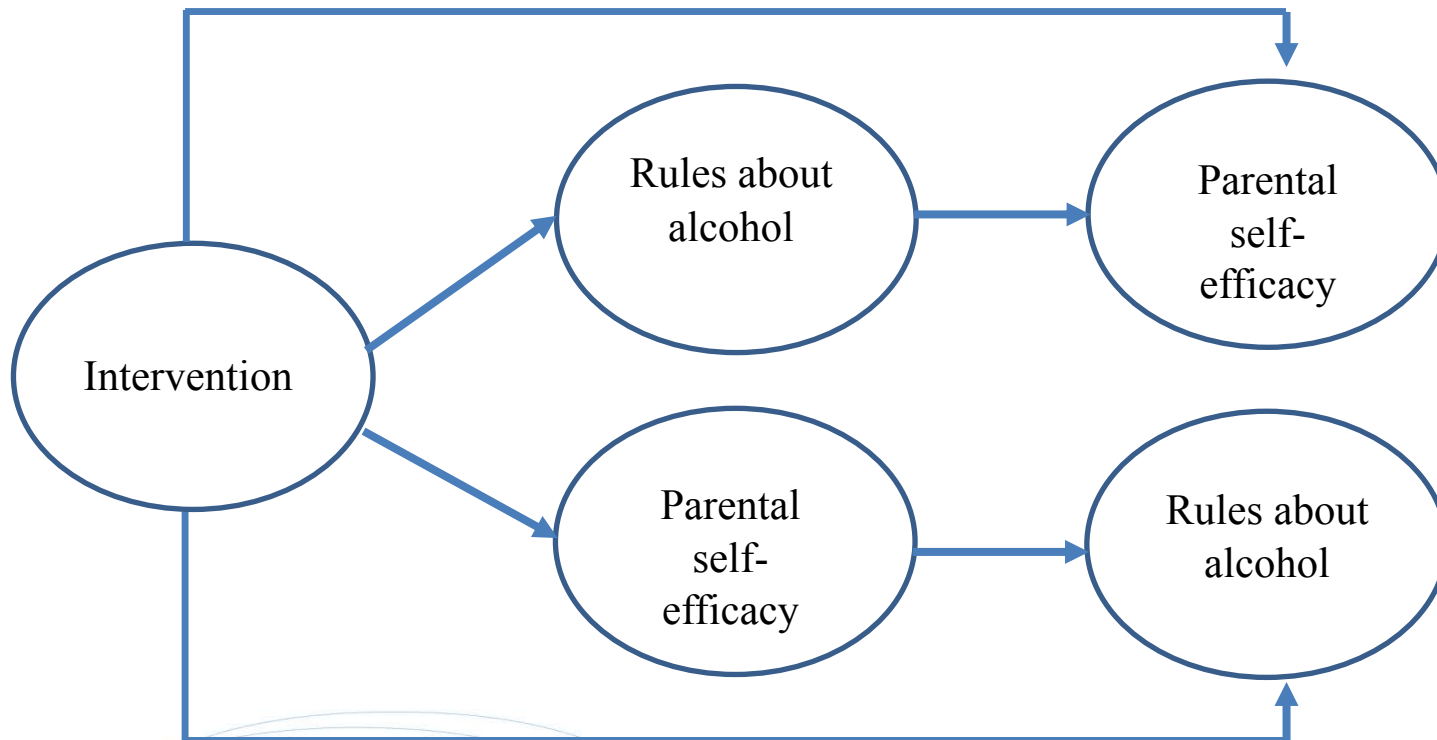 Rules about
alcohol
Parental
self-
efficacy
Intervention
Parental
self-
efficacy
Rules about
alcohol